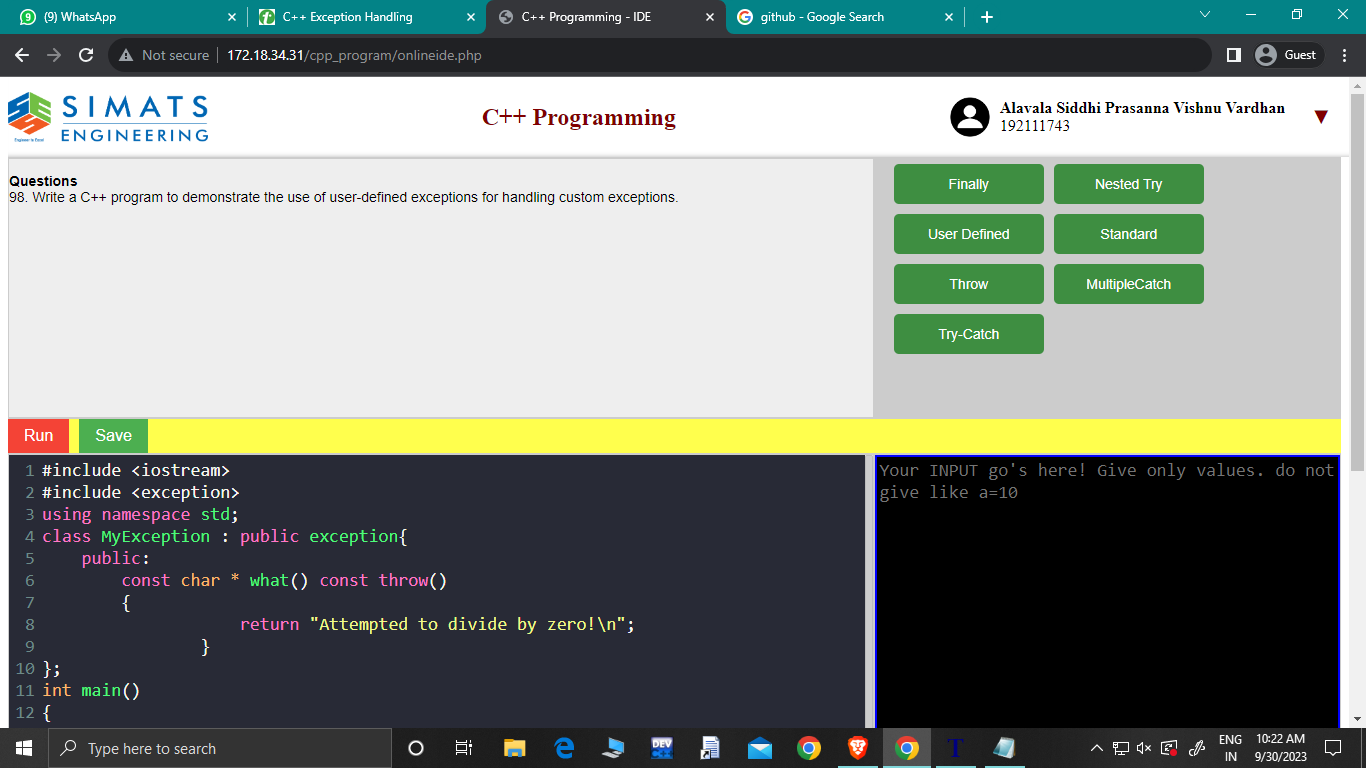 (9) WhatsApp
C++ Exception Handling
C++ Programming - IDE
github - Google Search
Not secure
172.18.34.31/cpp_program/onlineide.php
Guest
SIMATS
ENGINEERING
C++ Programming
Alavala Siddhi Prasanna Vishnu Vardhan
192111743
Questions
98. Write a C++ program to demonstrate the use of user-defined exceptions for handling custom exceptions.
Finally
Nested Try
User Defined
Standard
Throw
MultipleCatch
Try-Catch
Run
Save
1 #include <iostream>
2 #include <exception>
3 using namespace std;
4 class MyException : public exception{
5     public:
6         const char * what() const throw()
7         {
8                     return "Attempted to divide by zero!\n";
9                 }
10 };
11 int main()
12 {
Your INPUT go's here! Give only values. do not
give like a=10
Type here to search
DEV
T
ENG
IN
10:22 AM
9/30/2023